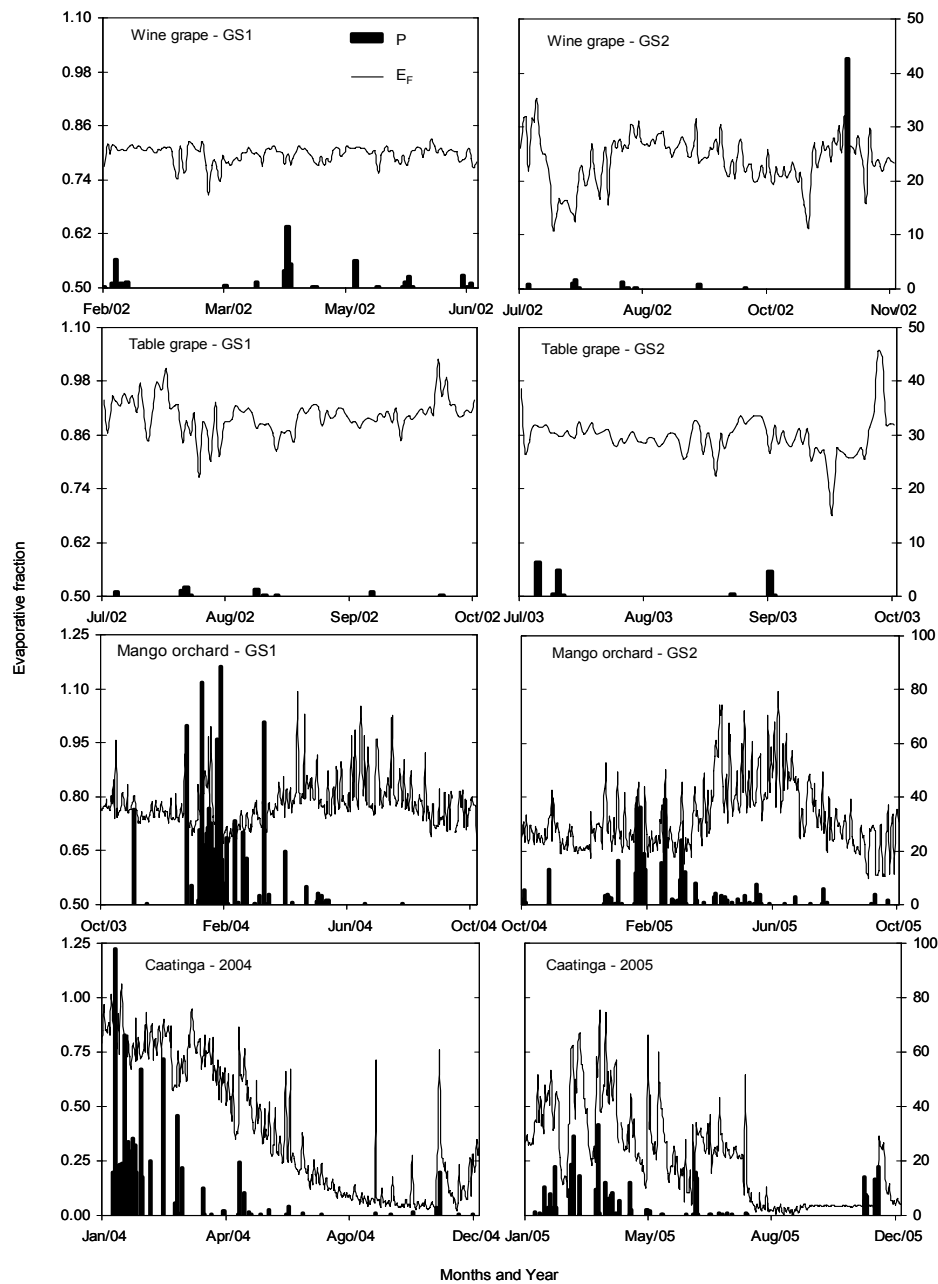 Wine grape - GS1
P
EF
Wine grape - GS2
1.10
0.98
0.86
0.74
0.62
0.50
50
40
30
20
10
0
Feb/02 Mar/02 May/02 Jun/02
Jul/02 Aug/02 Oct/02 Nov/02
Table grape - GS1
Table grape - GS2
1.10
0.98
0.86
0.74
0.62
0.50
50
40
30
20
10
0
Jul/02 Aug/02 Sep/02 Oct/02
Jul/03 Aug/03 Sep/03 Oct/03
Evaporative fraction
Mango orchard - GS1
Mango orchard - GS2
1.25
1.10
0.95
0.80
0.65
0.50
100
80
60
40
20
0
Oct/03 Feb/04 Jun/04 Oct/04
Oct/04 Feb/05 Jun/05 Oct/05
Caatinga - 2004
Caatinga - 2005
1.25
1.00
0.75
0.50
0.25
0.00
100
80
60
40
20
0
Jan/04 Apr/04 Ago/04 Dec/04
Jan/05 May/05 Aug/05 Dec/05
Months and Year